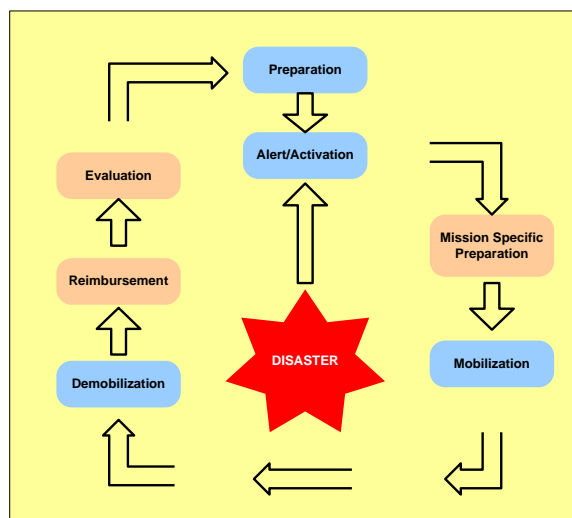 Preparation
Alert/Activation
Evaluation
Mission Specific
Preparation
Reimbursement
DISASTER
Mobilization
Demobilization